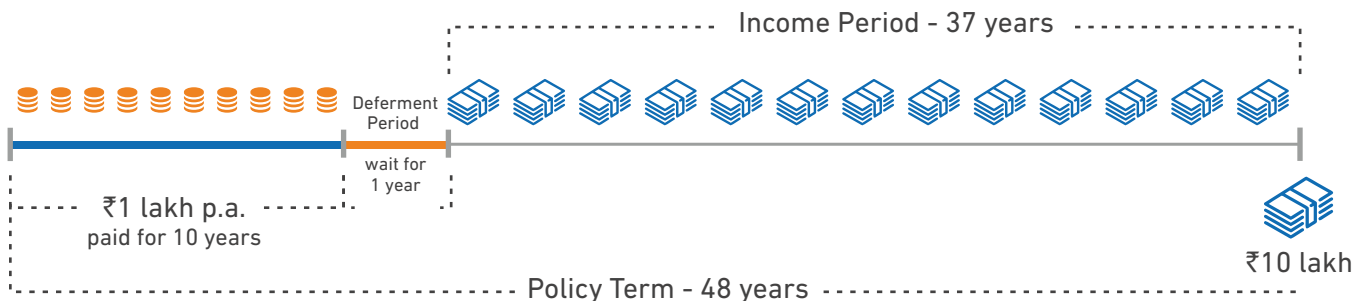 Income Period - 37 years
Deferment
Period
wait for
1 year
₹1 lakh p.a.
paid for 10 years
₹10 lakh
Policy Term - 48 years